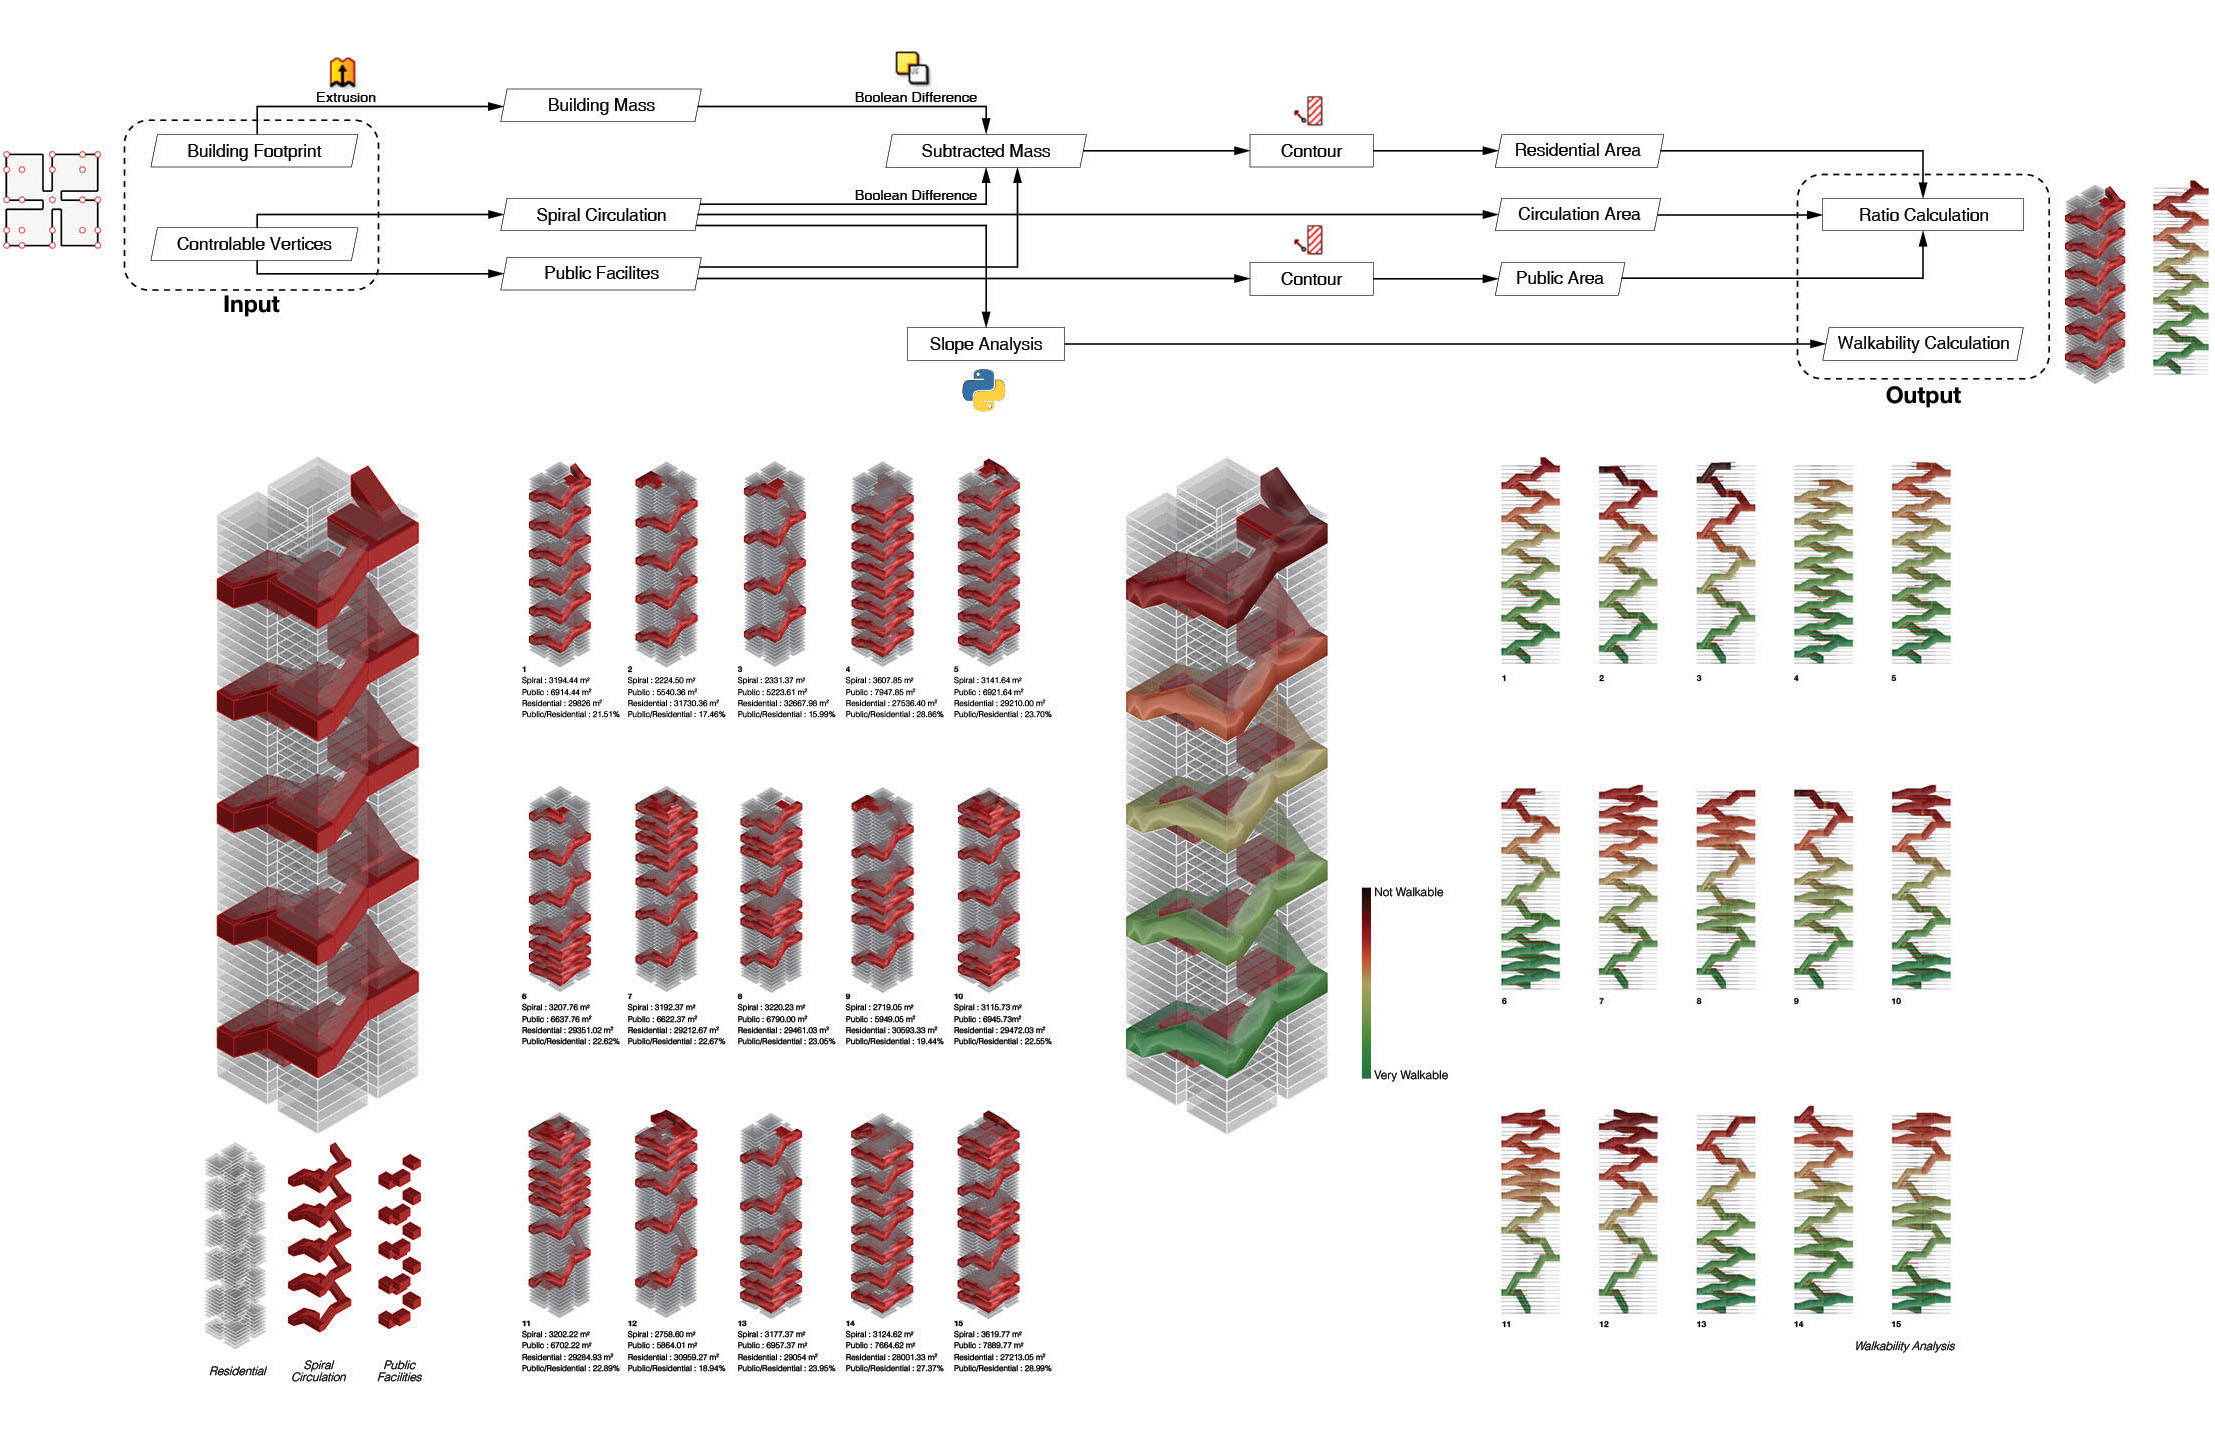 Extrusion
Building Mass
Boolean Difference
Building Footprint
Subtracted Mass
Contour
Residential Area
Boolean Difference
Spiral Circulation
Circulation Area
Ratio Calculation
Controlable Vertices
Public Facilites
Contour
Public Area
Input
Slope Analysis
Walkability Calculation
Output
1
Spiral : 3194.44 m²
Public : 6914.44 m²
Residential : 29826 m²
Public/Residential : 21.51%
2
Spiral : 2224.50 m²
Public : 5540.36 m²
Residential : 31730.36 m²
Public/Residential : 17.46%
3
Spiral : 2331.37 m²
Public : 5223.61 m²
Residential : 32667.98 m²
Public/Residential : 15.99%
4
Spiral : 3607.85 m²
Public : 7947.85 m²
Residential : 27536.40 m²
Public/Residential : 28.86%
5
Spiral : 3141.64 m²
Public : 6921.64 m²
Residential : 29210.00 m²
Public/Residential : 23.70%
6
Spiral : 3207.76 m²
Public : 6637.76 m²
Residential : 29351.02 m²
Public/Residential : 22.62%
7
Spiral : 3192.37 m²
Public : 6622.37 m²
Residential : 29212.67 m²
Public/Residential : 22.67%
8
Spiral : 3220.23 m²
Public : 6790.00 m²
Residential : 29461.03 m²
Public/Residential : 23.05%
9
Spiral : 2719.05 m²
Public : 5949.05 m²
Residential : 30593.33 m²
Public/Residential : 19.44%
10
Spiral : 3115.73 m²
Public : 6945.73m²
Residential : 29472.03 m²
Public/Residential : 22.55%
11
Spiral : 3202.22 m²
Public : 6702.22 m²
Residential : 29284.93 m²
Public/Residential : 22.89%
12
Spiral : 2758.60 m²
Public : 5864.01 m²
Residential : 30959.27 m²
Public/Residential : 18.94%
13
Spiral : 3177.37 m²
Public : 6957.37 m²
Residential : 29054 m²
Public/Residential : 23.95%
14
Spiral : 3124.62 m²
Public : 7664.62 m²
Residential : 28001.33 m²
Public/Residential : 27.37%
15
Spiral : 3619.77 m²
Public : 7889.77 m²
Residential : 27213.05 m²
Public/Residential : 28.99%
Residential
Spiral
Circulation
Public
Facilities
Not Walkable
Very Walkable
1
2
3
4
5
6
7
8
9
10
11
12
13
14
15
Walkability Analysis